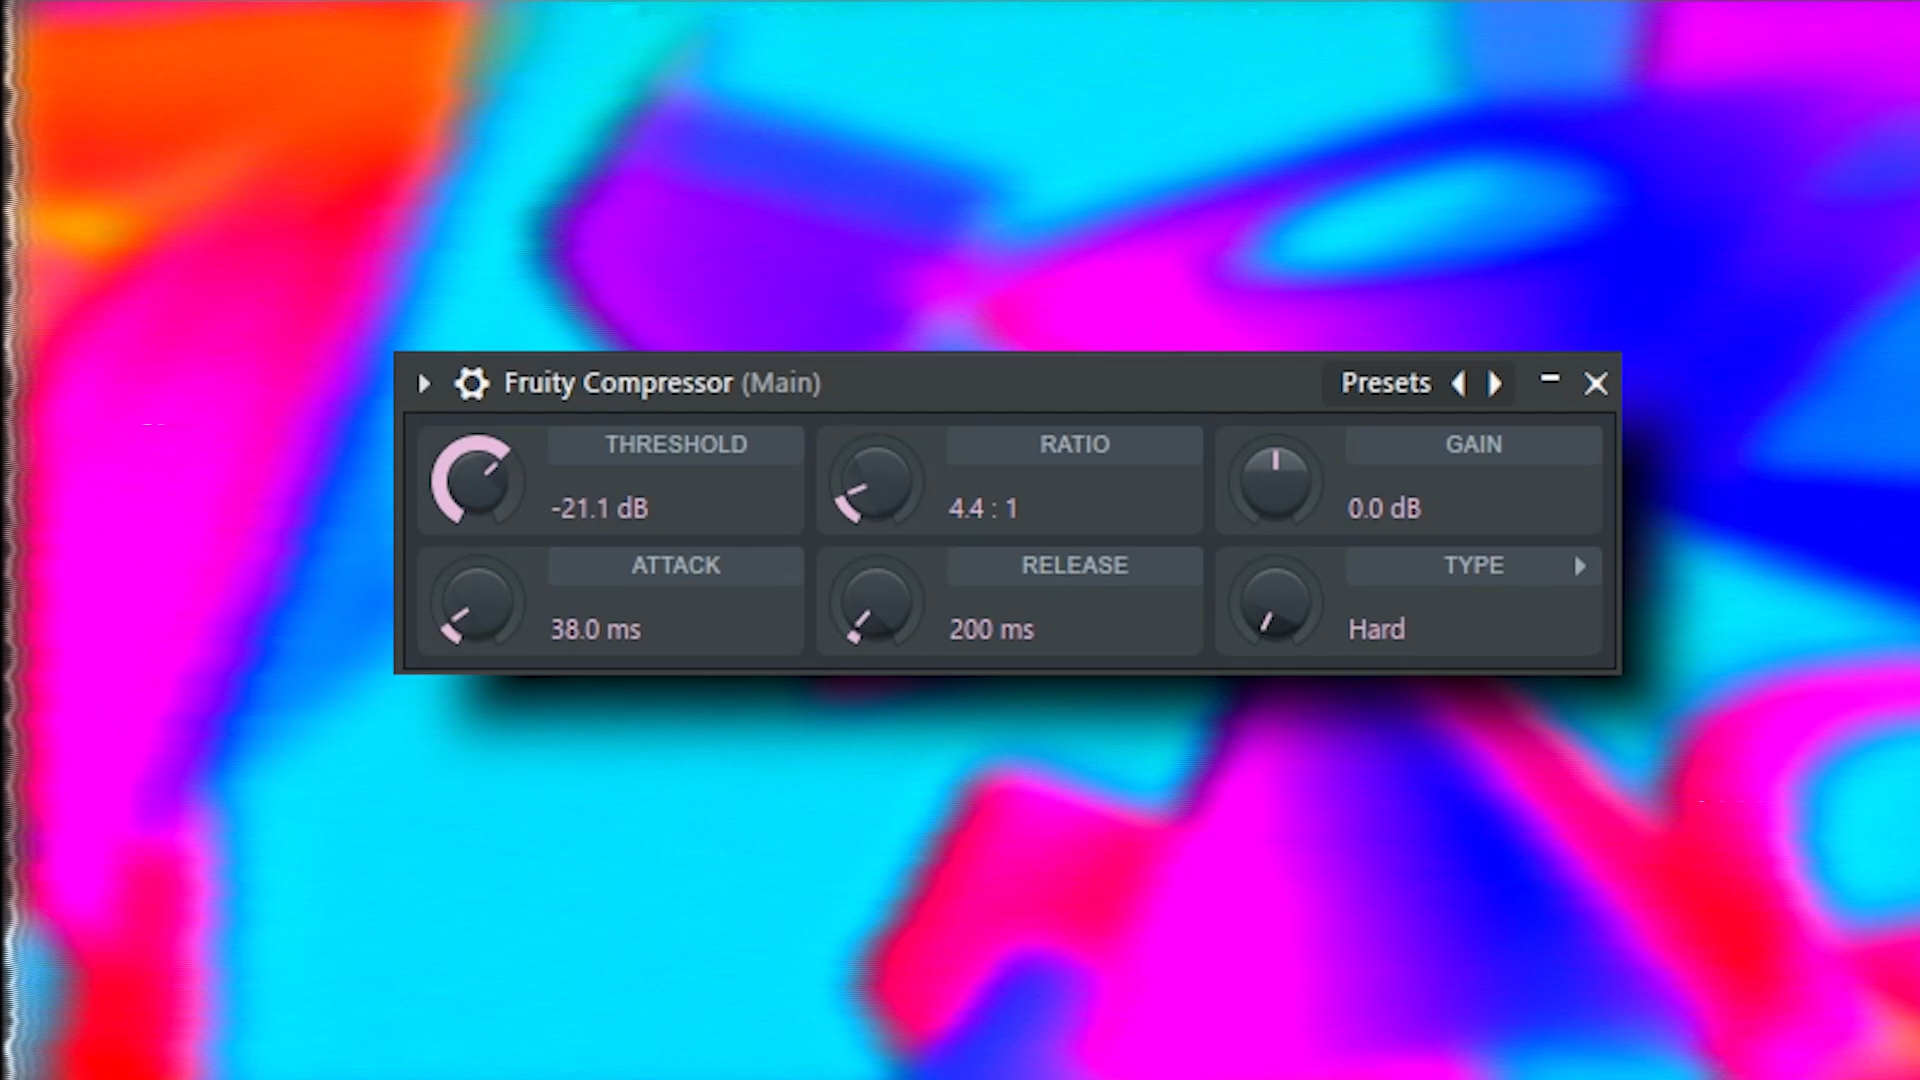 Fruity Compressor (Main)
Presets
THRESHOLD
-21.1 dB
RATIO
4.4 : 1
GAIN
0.0 dB
ATTACK
38.0 ms
RELEASE
200 ms
TYPE
Hard